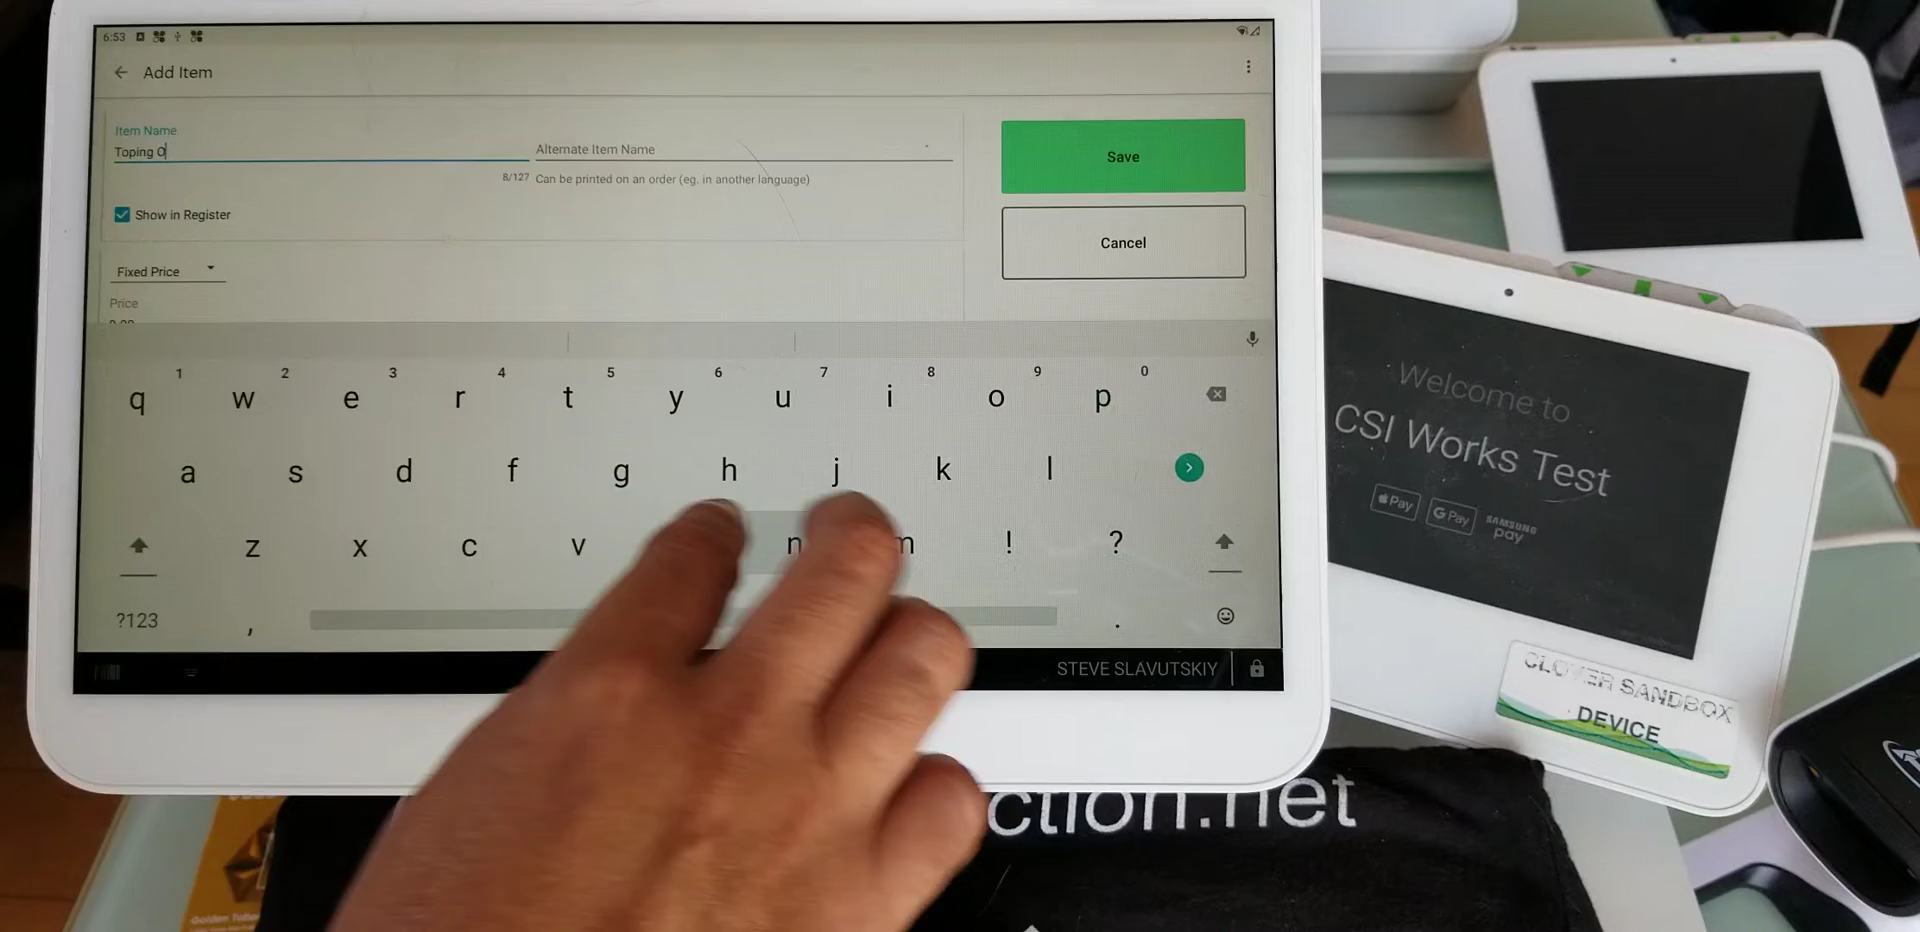 6:53
Add Item
Item Name
Toping O
Alternate Item Name
8/127
Can be printed on an order (eg. in another language)
Show in Register
Fixed Price
Price
Save
Cancel
1 2 3 4 5 6 7 8 9 0
q w e r t y u i o p
a s d f g h j k l
z x c v n m ! ?
?123 , .
STEVE SLAVUTSKIY
Welcome to
CSI Works Test
Pay
G Pay
SAMSUNG
pay
CLOVER SANDBOX
DEVICE
ction.net